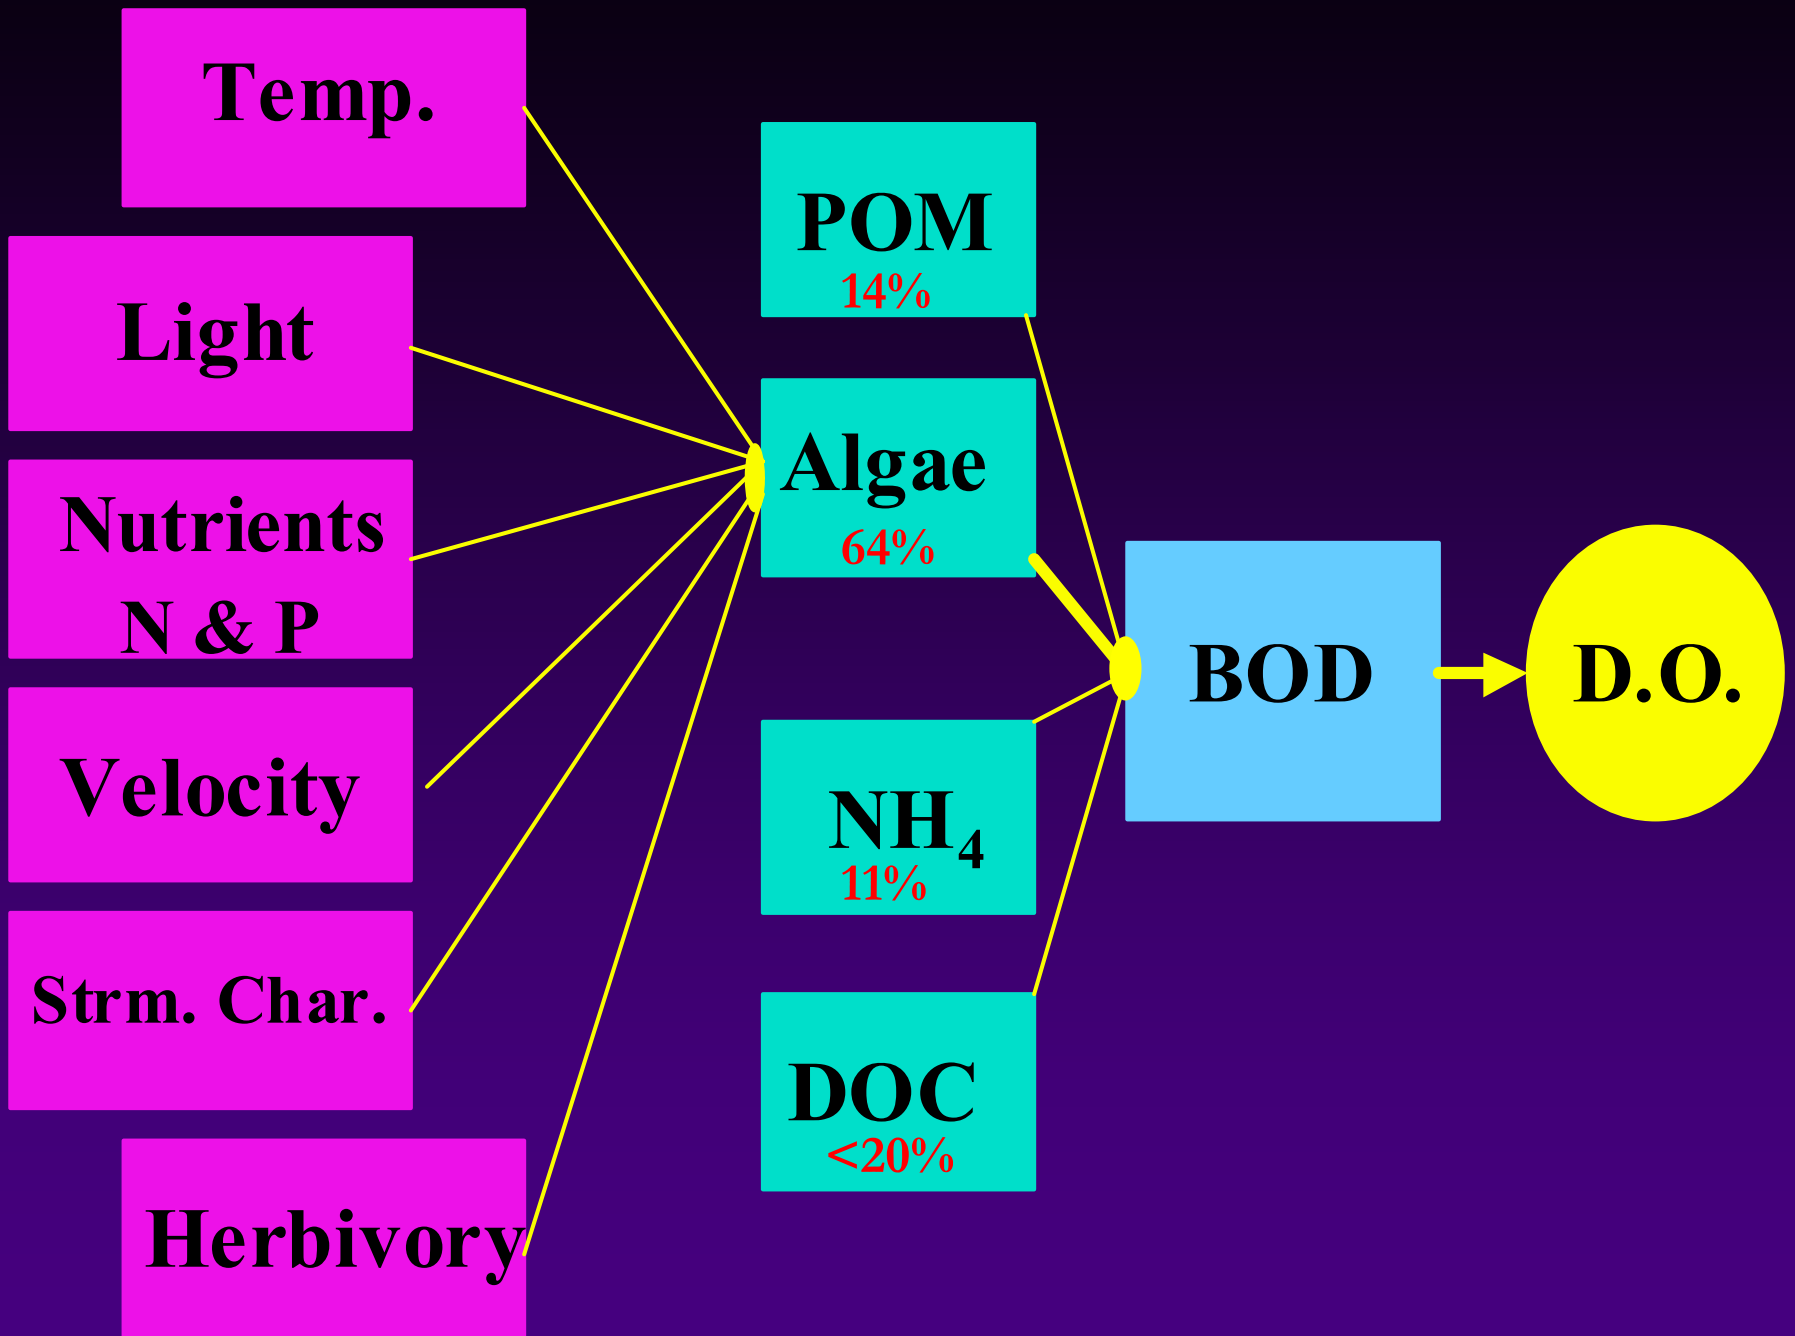 Temp.
Light
Nutrients
N & P
Velocity
Strm. Char.
Herbivory
POM
14%
Algae
64%
NH₄
11%
DOC
<20%
BOD
D.O.